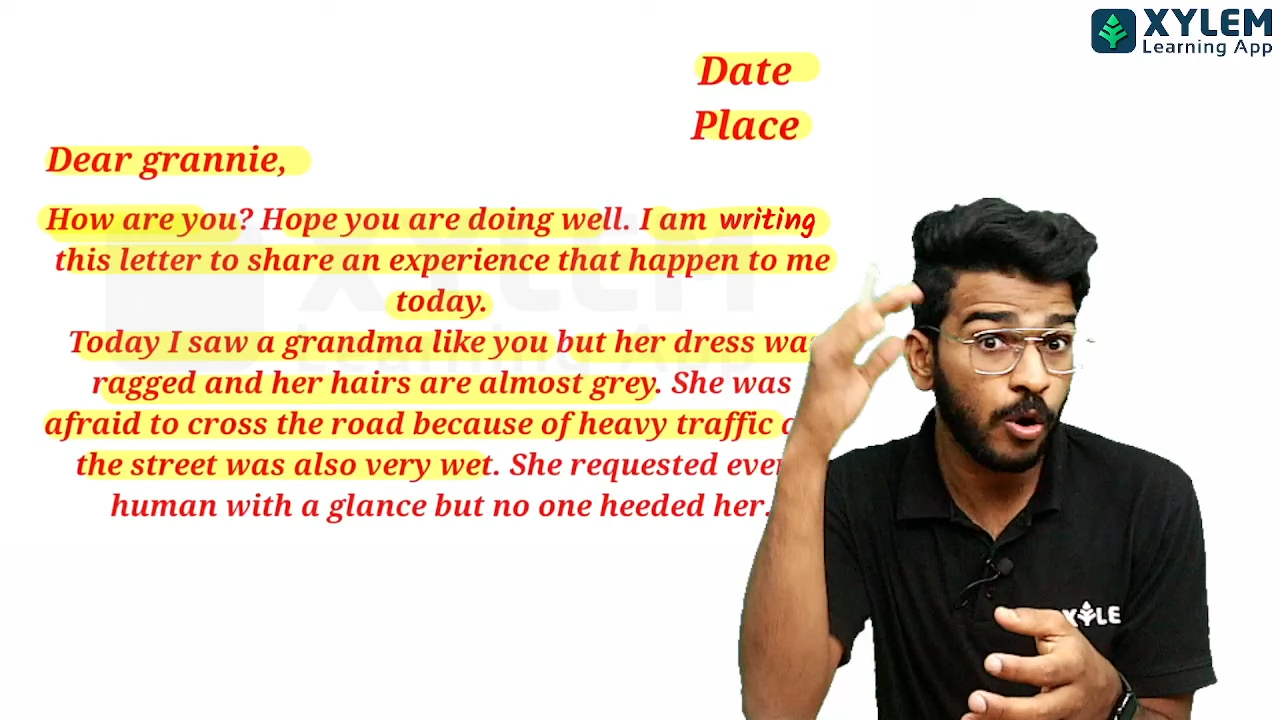 XYLEM
Learning App
Date
Place
Dear grannie,
How are you? Hope you are doing well. I am writing
this letter to share an experience that happen to me
today.
Today I saw a grandma like you but her dress
ragged and her hairs are almost grey. She was
afraid to cross the road because of heavy traffic
the street was also very wet. She requested
human with a glance but no one heeded her.
XYLE